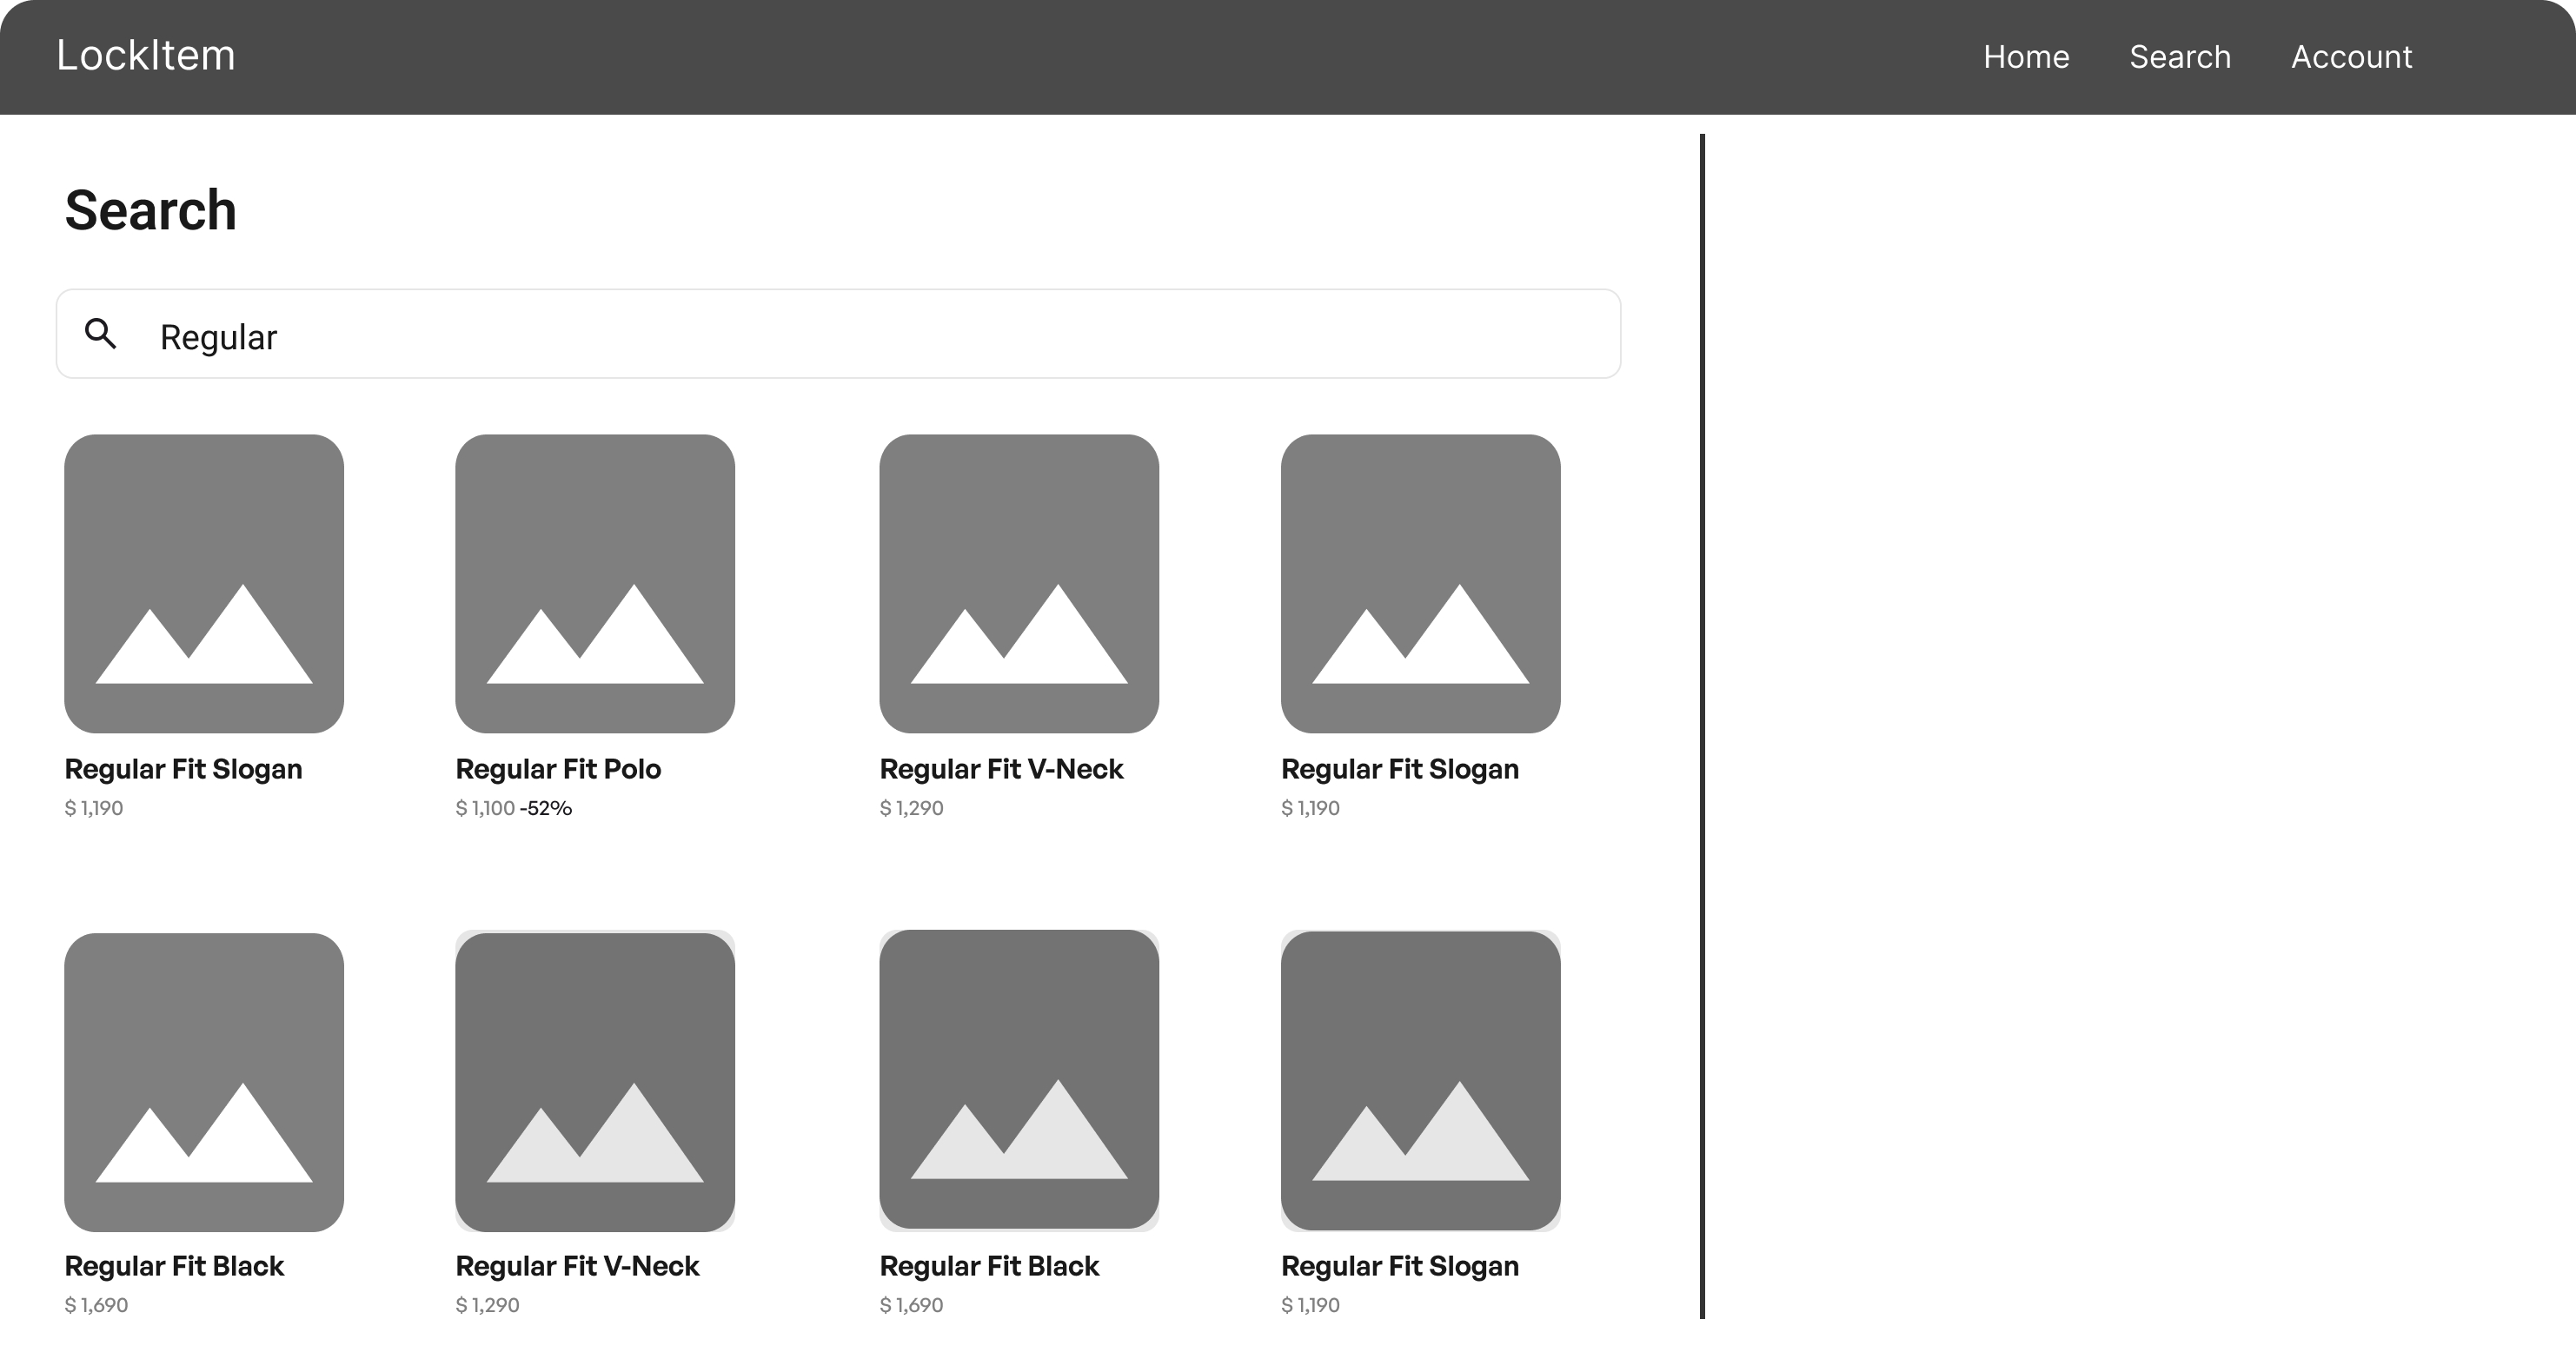 LockItem
Home Search Account
Search
Regular
Regular Fit Slogan
$ 1,190
Regular Fit Polo
$ 1,100 -52%
Regular Fit V-Neck
$ 1,290
Regular Fit Slogan
$ 1,190
Regular Fit Black
$ 1,690
Regular Fit V-Neck
$ 1,290
Regular Fit Black
$ 1,690
Regular Fit Slogan
$ 1,190